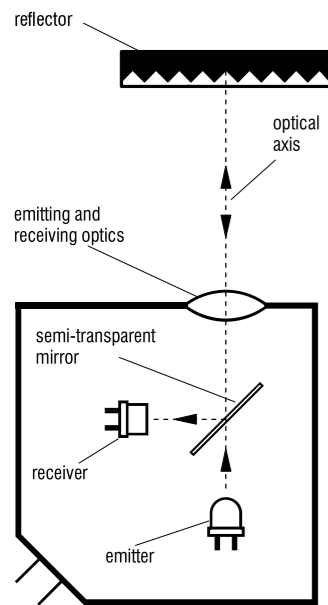 reflector
optical
axis
emitting and
receiving optics
semi-transparent
mirror
receiver
emitter